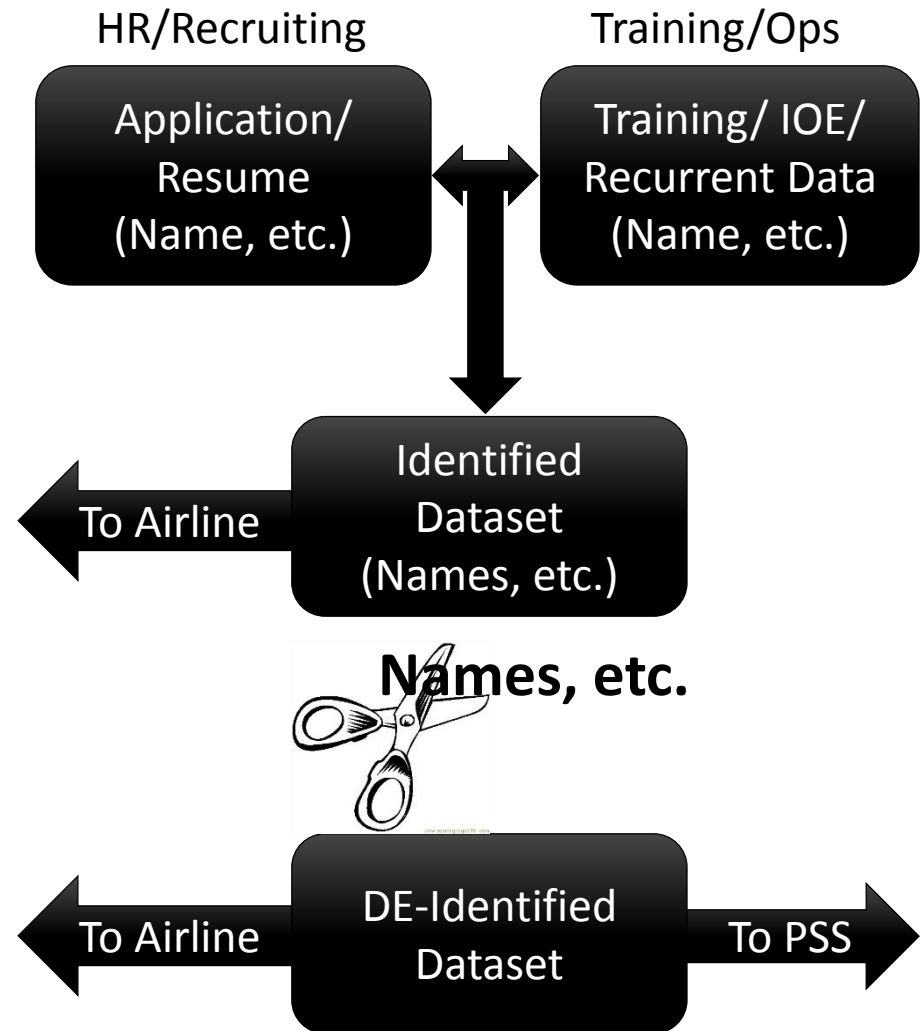 HR/Recruiting
Training/Ops
Application/
Resume
(Name, etc.)
Training/ IOE/
Recurrent Data
(Name, etc.)
Identified
Dataset
(Names, etc.)
To Airline
Names, etc.
DE-Identified
Dataset
To Airline
To PSS